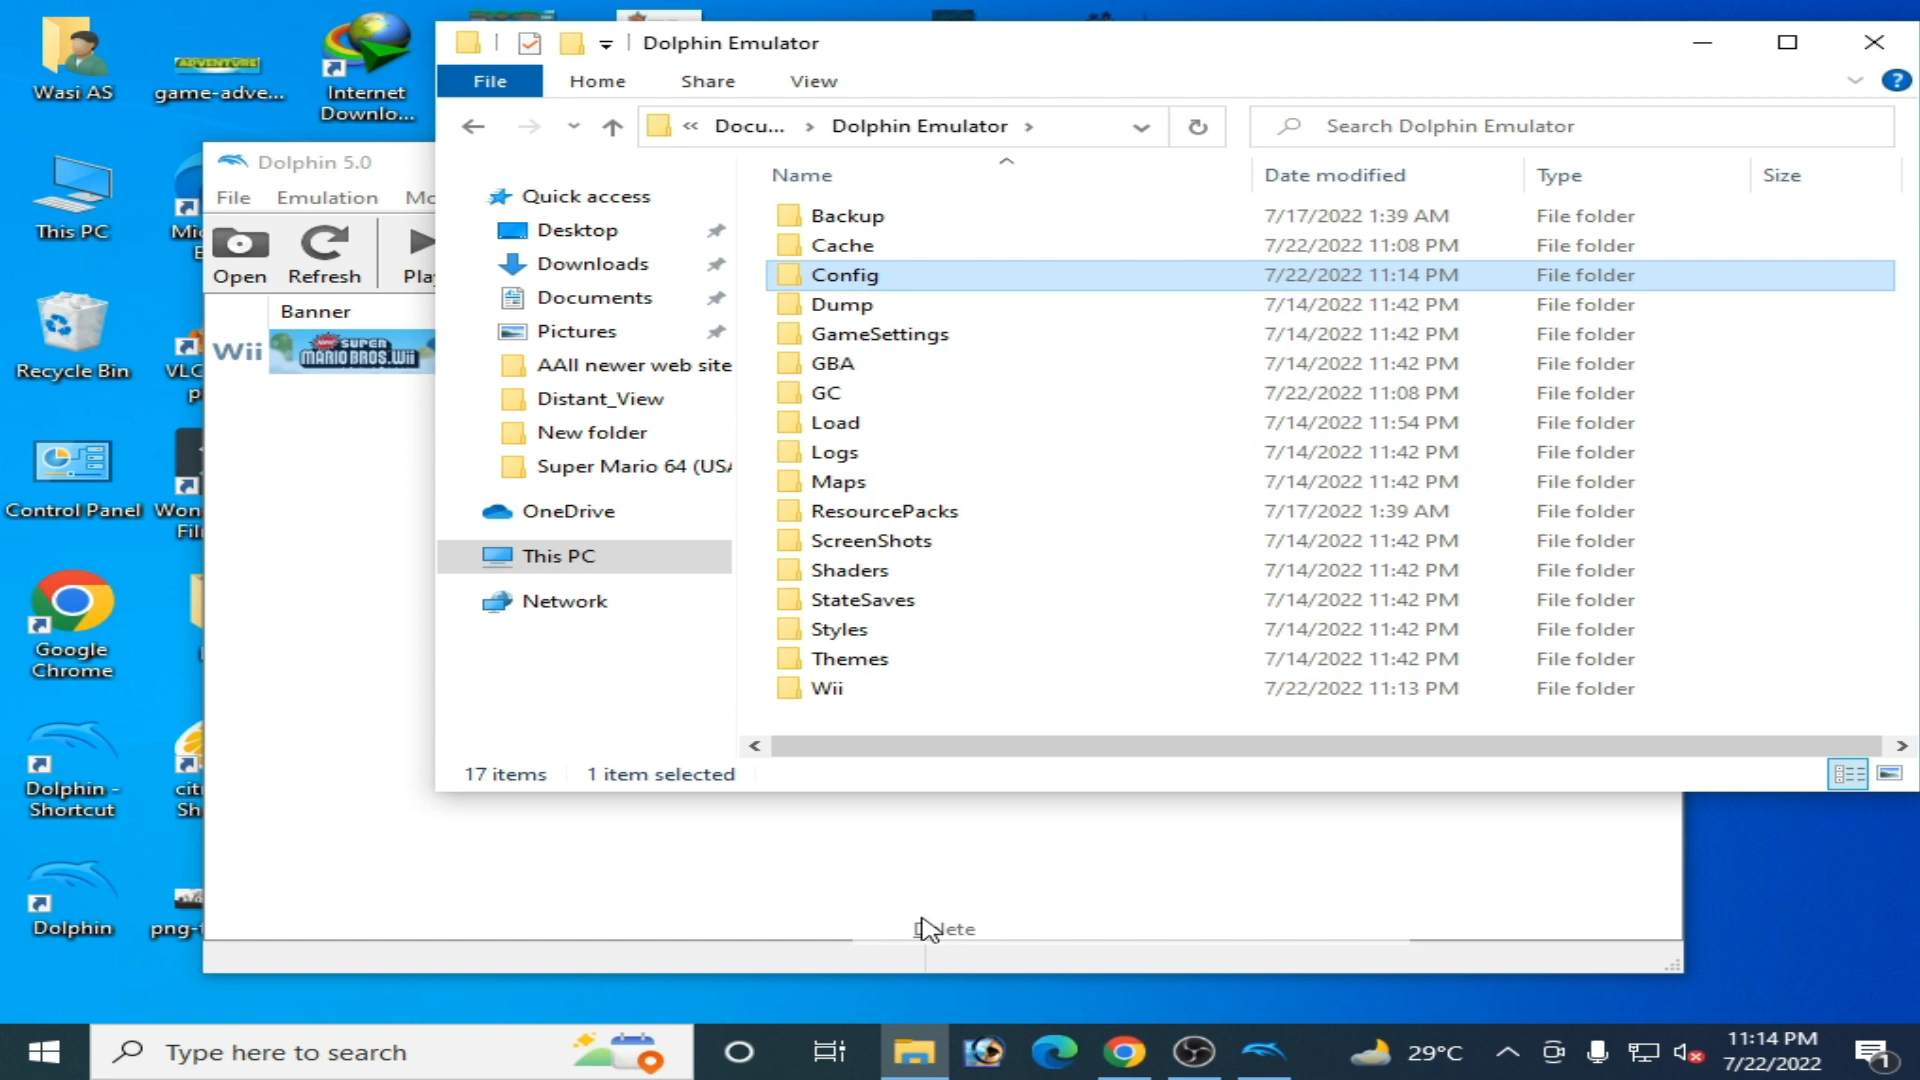 Wasi AS
ADVENTURE!
game-adve...
Internet
Downlo...
This PC
Recycle Bin
Control Panel
Google
Chrome
Dolphin -
Shortcut
Dolphin
Dolphin 5.0
File
Emulation
Open
Refresh
Banner
Wii
New SUPER
MARIO BROS. Wii
Dolphin Emulator
File
Home
Share
View
Docu...
Dolphin Emulator
Search Dolphin Emulator
Quick access
Desktop
Downloads
Documents
Pictures
AAll newer web site
Distant_View
New folder
Super Mario 64 (USA
OneDrive
This PC
Network
Name Date modified Type Size
Backup 7/17/2022 1:39 AM File folder
Cache 7/22/2022 11:08 PM File folder
Config 7/22/2022 11:14 PM File folder
Dump 7/14/2022 11:42 PM File folder
GameSettings 7/14/2022 11:42 PM File folder
GBA 7/14/2022 11:42 PM File folder
GC 7/22/2022 11:08 PM File folder
Load 7/14/2022 11:54 PM File folder
Logs 7/14/2022 11:42 PM File folder
Maps 7/14/2022 11:42 PM File folder
ResourcePacks 7/17/2022 1:39 AM File folder
ScreenShots 7/14/2022 11:42 PM File folder
Shaders 7/14/2022 11:42 PM File folder
StateSaves 7/14/2022 11:42 PM File folder
Styles 7/14/2022 11:42 PM File folder
Themes 7/14/2022 11:42 PM File folder
Wii 7/22/2022 11:13 PM File folder
17 items
1 item selected
Type here to search
29°C
11:14 PM
7/22/2022
1